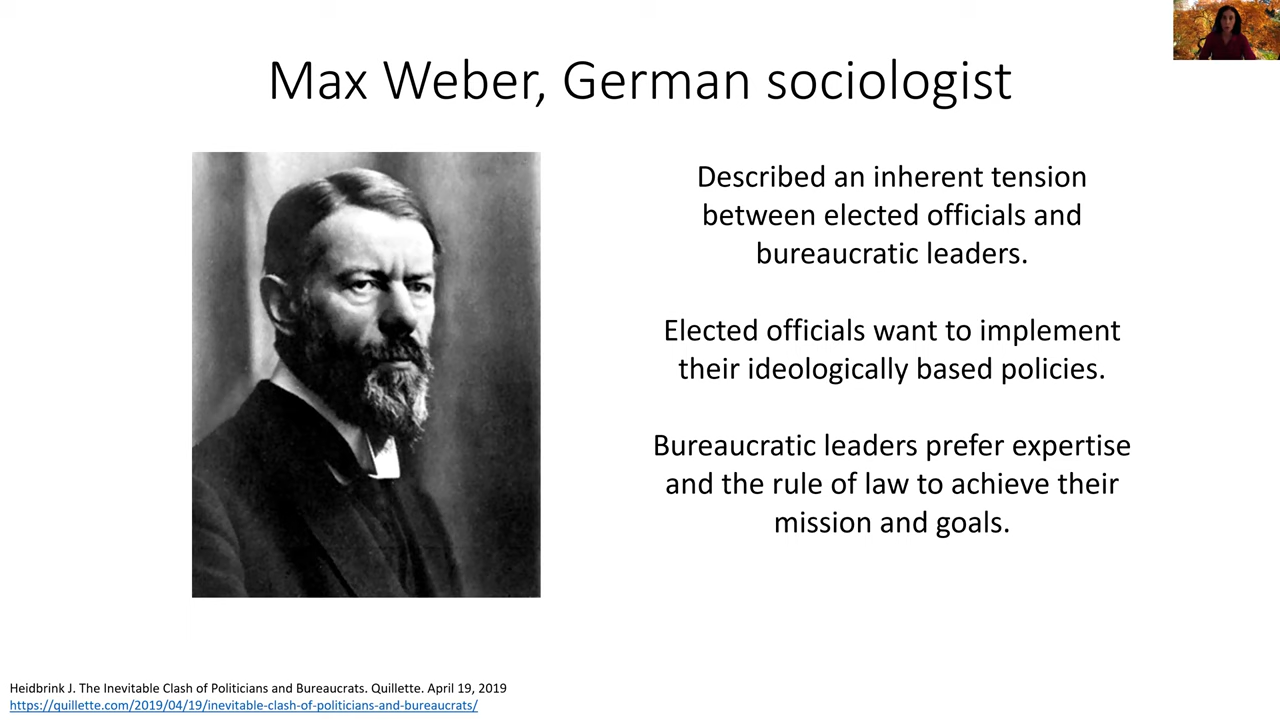 Max Weber, German sociologist
Described an inherent tension
between elected officials and
bureaucratic leaders.
Elected officials want to implement
their ideologically based policies.
Bureaucratic leaders prefer expertise
and the rule of law to achieve their
mission and goals.
Heidbrink J. The Inevitable Clash of Politicians and Bureaucrats. Quillette. April 19, 2019
https://quillette.com/2019/04/19/inevitable-clash-of-politicians-and-bureaucrats/